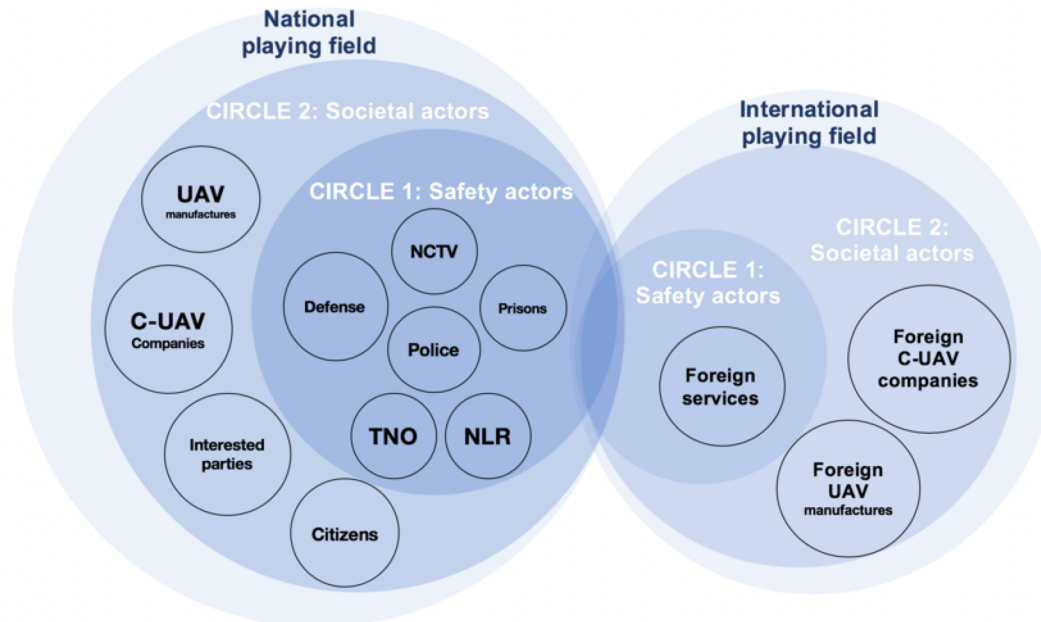 National
playing field
CIRCLE 2: Societal actors
UAV
manufactures
CIRCLE 1: Safety actors
NCTV
Defense
Prisons
C-UAV
Companies
Police
TNO
NLR
Interested
parties
Citizens
International
playing field
CIRCLE 2:
Societal actors
CIRCLE 1:
Safety actors
Foreign
services
Foreign
C-UAV
companies
Foreign
UAV
manufactures